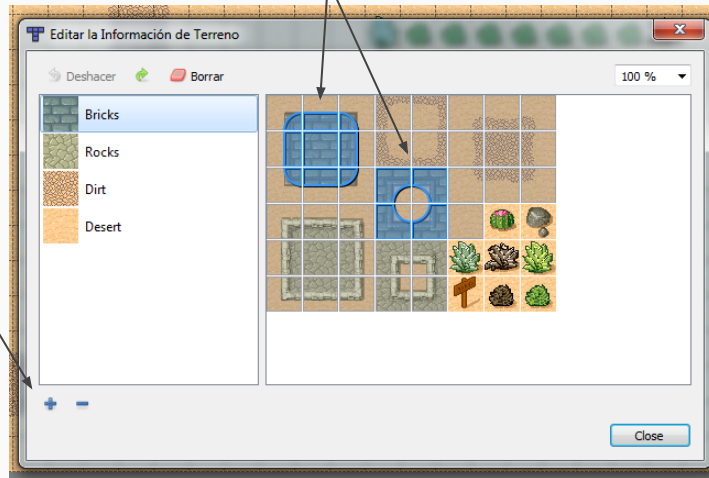 Editar la Información de Terreno
Deshacer Borrar 100 %
Bricks
Rocks
Dirt
Desert
Close